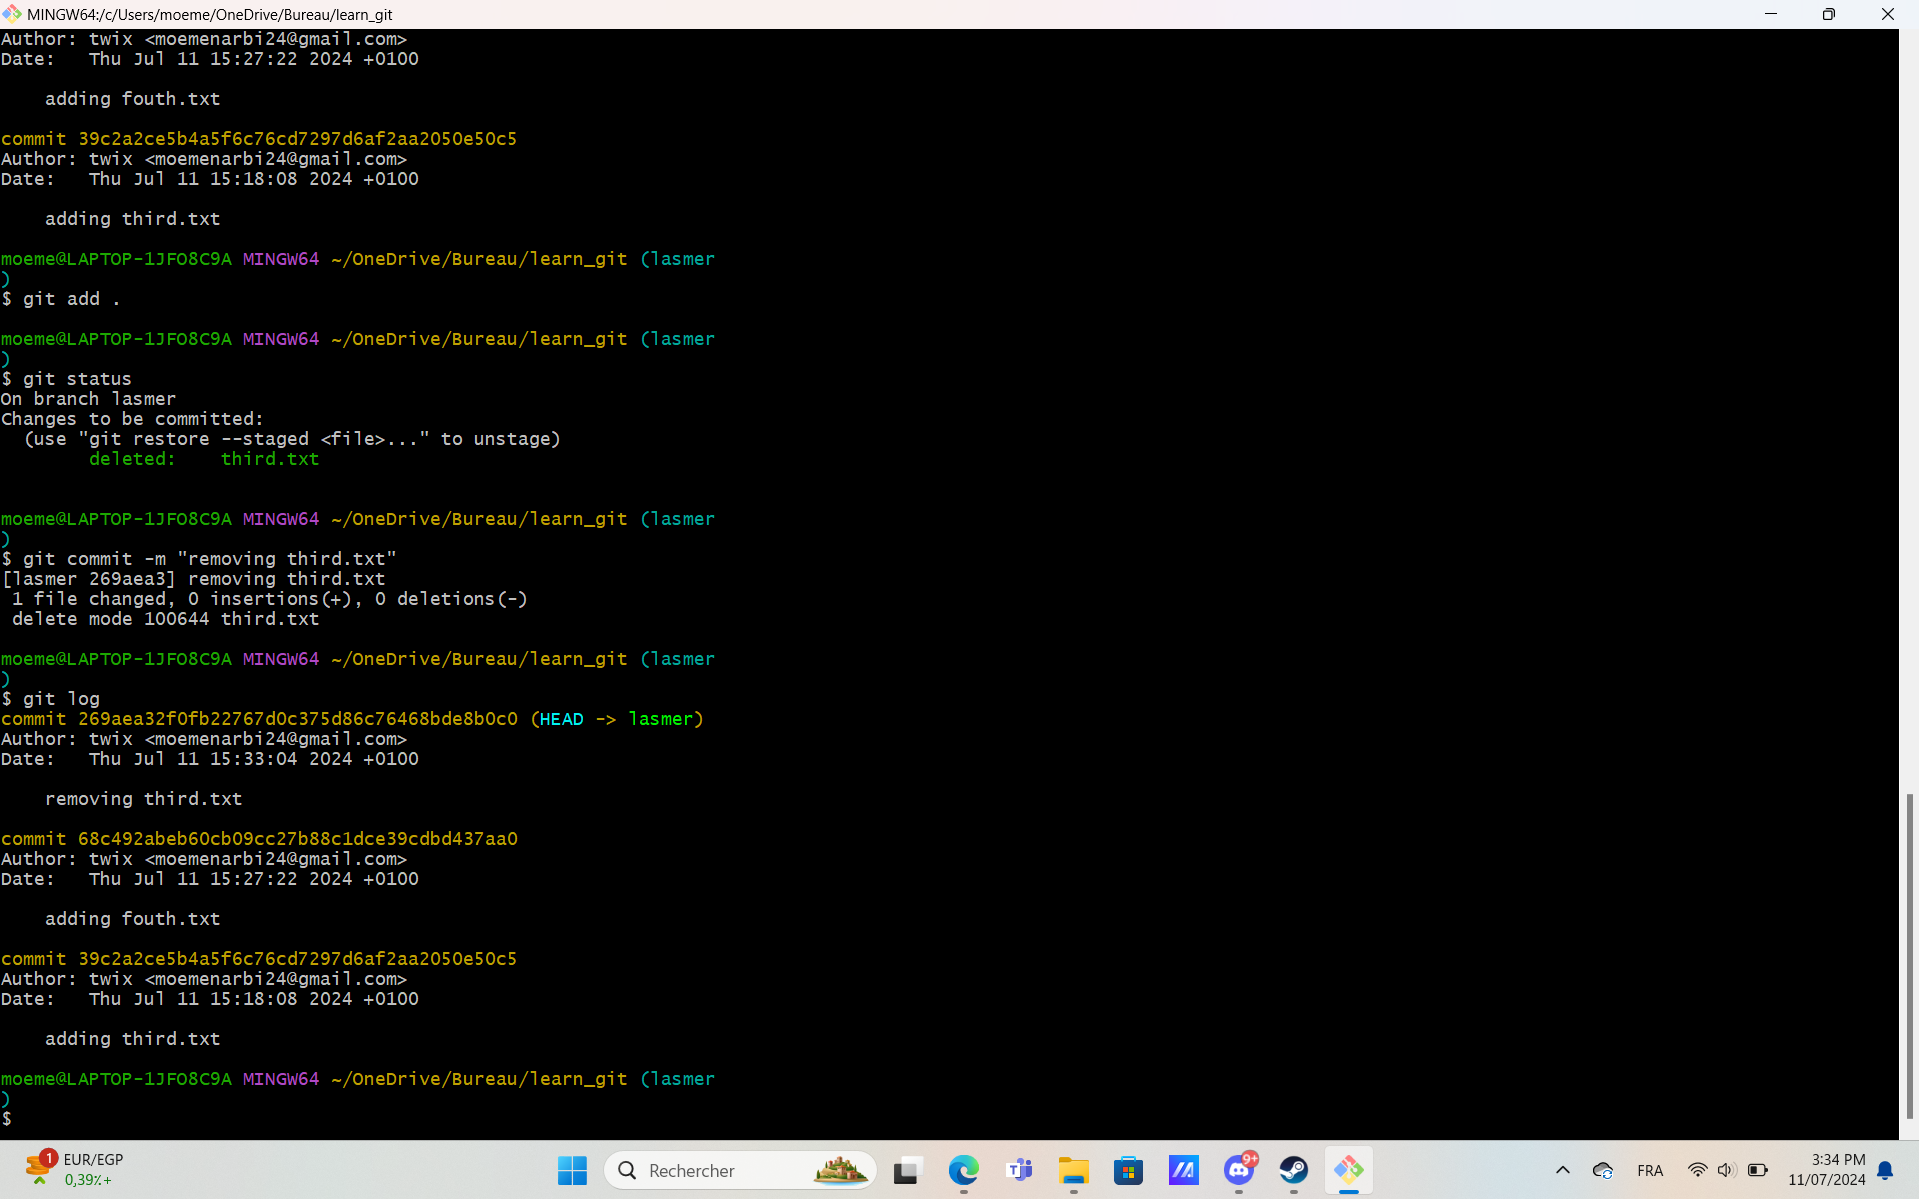 MINGW64:/c/Users/moeme/OneDrive/Bureau/learn_git
Author: twix <moemenarbi24@gmail.com>
Date:   Thu Jul 11 15:27:22 2024 +0100
    adding fouth.txt
commit 39c2a2ce5b4a5f6c76cd7297d6af2aa2050e50c5
Author: twix <moemenarbi24@gmail.com>
Date:   Thu Jul 11 15:18:08 2024 +0100
    adding third.txt
moeme@LAPTOP-1JFO8C9A MINGW64 ~/OneDrive/Bureau/learn_git (lasmer
)
$ git add .
moeme@LAPTOP-1JFO8C9A MINGW64 ~/OneDrive/Bureau/learn_git (lasmer
)
$ git status
On branch lasmer
Changes to be committed:
  (use "git restore --staged <file>..." to unstage)
        deleted:    third.txt
moeme@LAPTOP-1JFO8C9A MINGW64 ~/OneDrive/Bureau/learn_git (lasmer
)
$ git commit -m "removing third.txt"
[lasmer 269aea3] removing third.txt
 1 file changed, 0 insertions(+), 0 deletions(-)
 delete mode 100644 third.txt
moeme@LAPTOP-1JFO8C9A MINGW64 ~/OneDrive/Bureau/learn_git (lasmer
)
$ git log
commit 269aea32f0fb22767d0c375d86c76468bde8b0c0 (HEAD -> lasmer)
Author: twix <moemenarbi24@gmail.com>
Date:   Thu Jul 11 15:33:04 2024 +0100
    removing third.txt
commit 68c492abeb60cb09cc27b88c1dce39cdbd437aa0
Author: twix <moemenarbi24@gmail.com>
Date:   Thu Jul 11 15:27:22 2024 +0100
    adding fouth.txt
commit 39c2a2ce5b4a5f6c76cd7297d6af2aa2050e50c5
Author: twix <moemenarbi24@gmail.com>
Date:   Thu Jul 11 15:18:08 2024 +0100
    adding third.txt
moeme@LAPTOP-1JFO8C9A MINGW64 ~/OneDrive/Bureau/learn_git (lasmer
)
$
1 EUR/EGP
0,39%+
Rechercher
9+
FRA
3:34 PM
11/07/2024